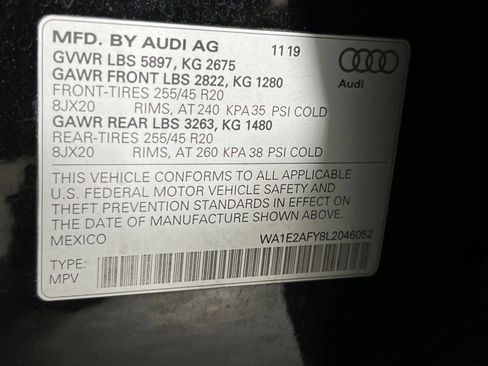 MFD. BY AUDI AG 11 19
GVWR LBS 5897, KG 2675
GAWR FRONT LBS 2822, KG 1280
FRONT-TIRES 255/45 R20
8JX20 RIMS, AT 240 KPA 35 PSI COLD
GAWR REAR LBS 3263, KG 1480
REAR-TIRES 255/45 R20
8JX20 RIMS, AT 260 KPA 38 PSI COLD
Audi
THIS VEHICLE CONFORMS TO ALL APPLICABLE
U.S. FEDERAL MOTOR VEHICLE SAFETY AND
THEFT PREVENTION STANDARDS IN EFFECT ON
THE DATE OF MANUFACTURE SHOWN ABOVE.
MEXICO WA1E2AFY8L2046052
TYPE:
MPV